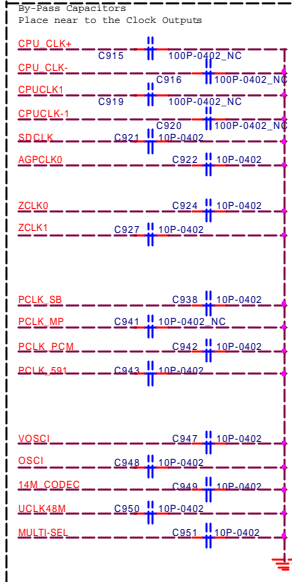 By-Pass Capacitors
Place near to the Clock Outputs
CPU_CLK+ C915 100P-0402_NC
CPU_CLK- C916 100P-0402_NC
CPUCLK1 C919 100P-0402_NC
CPUCLK-1 C920 100P-0402_NC
SDCLK C921 10P-0402
AGPCLK0 C922 10P-0402
ZCLK0 C924 10P-0402
ZCLK1 C927 10P-0402
PCLK_SB C938 10P-0402
PCLK_MP C941 10P-0402_NC
PCLK_PCM C942 10P-0402
PCLK_591 C943 10P-0402
VOSCI C947 10P-0402
OSCI C948 10P-0402
14M_CODEC C949 10P-0402
UCLK48M C950 10P-0402
MULTI-SEL C951 10P-0402